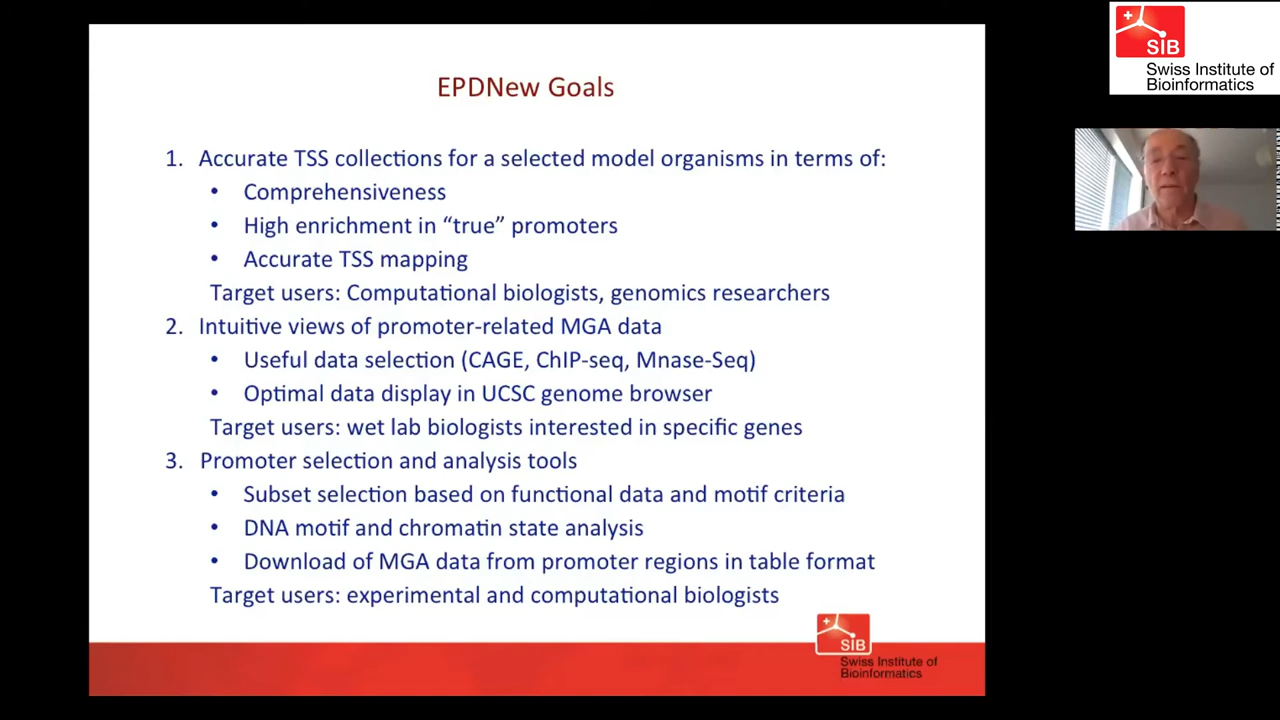 EPDNew Goals
1. Accurate TSS collections for a selected model organisms in terms of:
• Comprehensiveness
• High enrichment in “true” promoters
• Accurate TSS mapping
Target users: Computational biologists, genomics researchers
2. Intuitive views of promoter-related MGA data
• Useful data selection (CAGE, ChIP-seq, Mnase-Seq)
• Optimal data display in UCSC genome browser
Target users: wet lab biologists interested in specific genes
3. Promoter selection and analysis tools
• Subset selection based on functional data and motif criteria
• DNA motif and chromatin state analysis
• Download of MGA data from promoter regions in table format
Target users: experimental and computational biologists
SIB
Swiss Institute of
Bioinformatics
SIB
Swiss Institute of
Bioinformatics